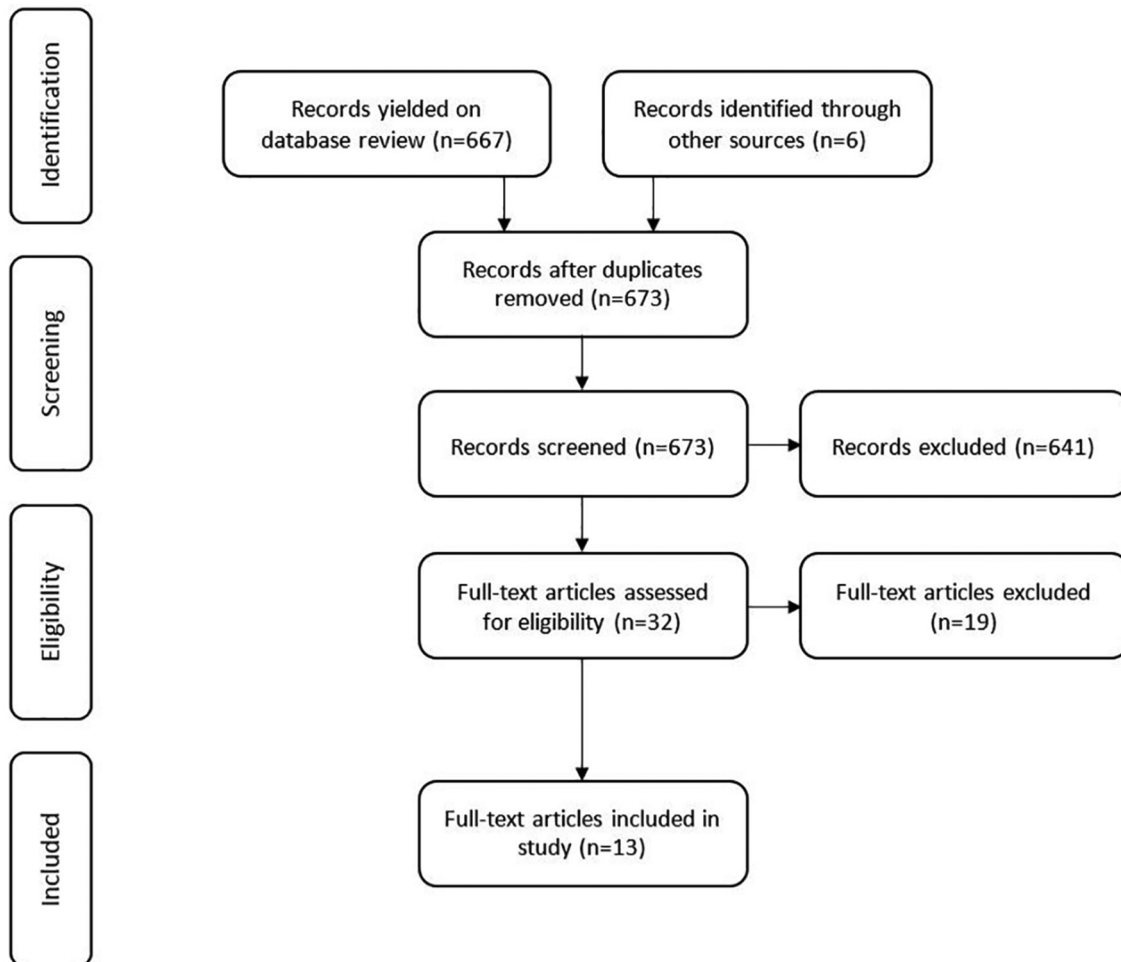 Identification
Records yielded on
database review (n=667)
Records identified through
other sources (n=6)
Screening
Records after duplicates
removed (n=673)
Records screened (n=673)
Records excluded (n=641)
Eligibility
Full-text articles assessed
for eligibility (n=32)
Full-text articles excluded
(n=19)
Included
Full-text articles included in
study (n=13)